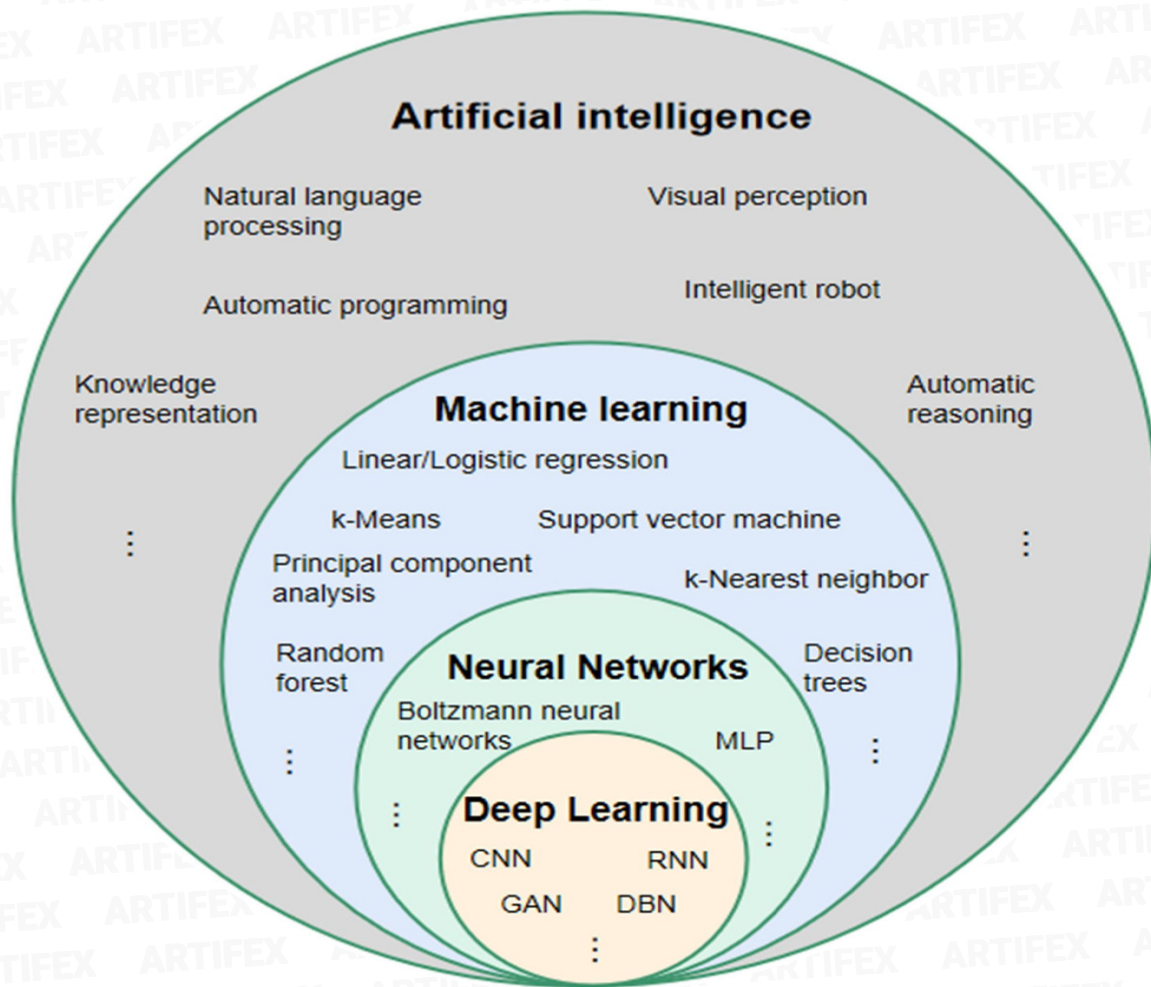 Artificial intelligence
Natural language
processing
Visual perception
Automatic programming
Intelligent robot
Knowledge
representation
Automatic
reasoning
⋮
⋮
Machine learning
Linear/Logistic regression
k-Means
Support vector machine
Principal component
analysis
k-Nearest neighbor
Random
forest
Decision
trees
⋮
⋮
Neural Networks
Boltzmann neural
networks
MLP
⋮
⋮
Deep Learning
CNN
RNN
GAN
DBN
⋮
ARTIFEX